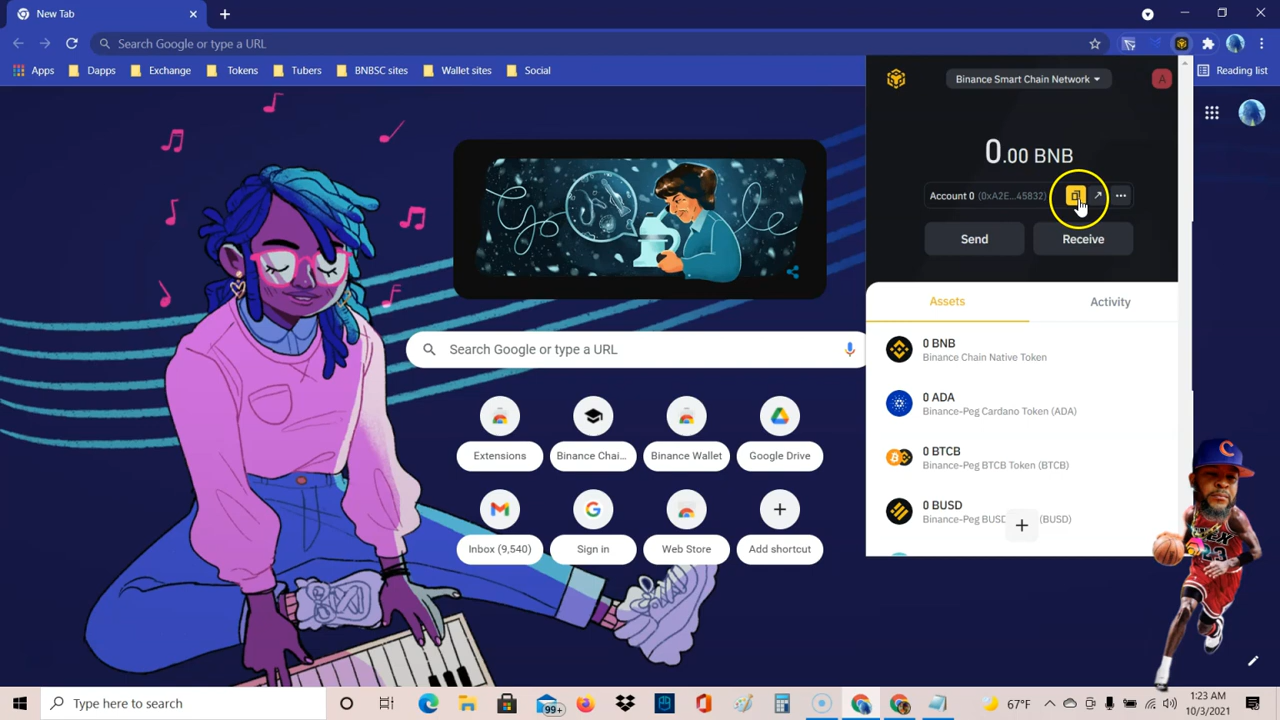 New Tab
Search Google or type a URL
Apps
Dapps
Exchange
Tokens
Tubers
BNBSC sites
Wallet sites
Social
Reading list
Binance Smart Chain Network
A
0.00 BNB
Account 0 (0xA2E...45832)
Send
Receive
Assets
Activity
0 BNB
Binance Chain Native Token
0 ADA
Binance-Peg Cardano Token (ADA)
0 BTCB
Binance-Peg BTCB Token (BTCB)
0 BUSD
Binance-Peg BUSD (BUSD)
Search Google or type a URL
Extensions
Binance Chai...
Binance Wallet
Google Drive
Inbox (9,540)
Sign in
Web Store
Add shortcut
C
23
Type here to search
99+
67°F
1:23 AM
10/3/2021